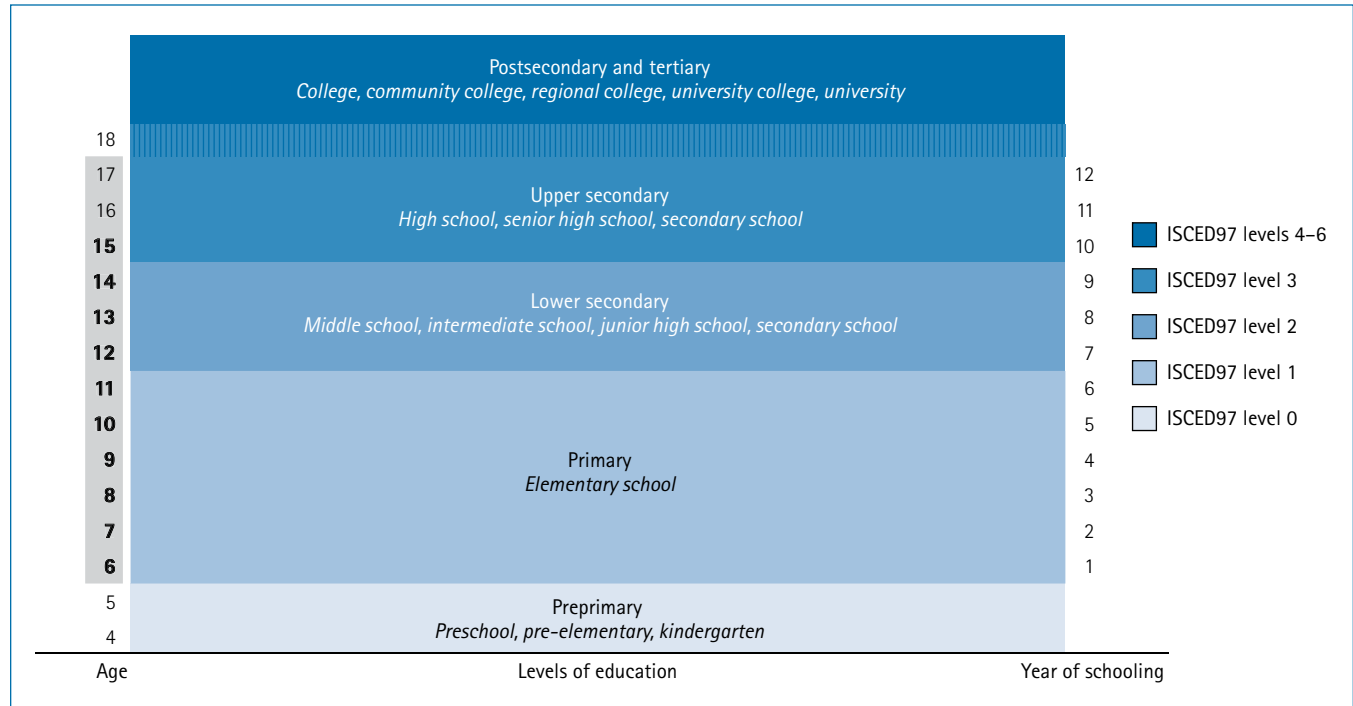 Postsecondary and tertiary
College, community college, regional college, university college, university
18
17
12
Upper secondary
16
High school, senior high school, secondary school
11
15
10
ISCED97 levels 4–6
14
9
ISCED97 level 3
Lower secondary
13
Middle school, intermediate school, junior high school, secondary school
8
ISCED97 level 2
12
7
11
6
ISCED97 level 1
10
5
ISCED97 level 0
9
Primary
4
8
Elementary school
3
7
2
6
1
5
Preprimary
4
Preschool, pre-elementary, kindergarten
Age
Levels of education
Year of schooling